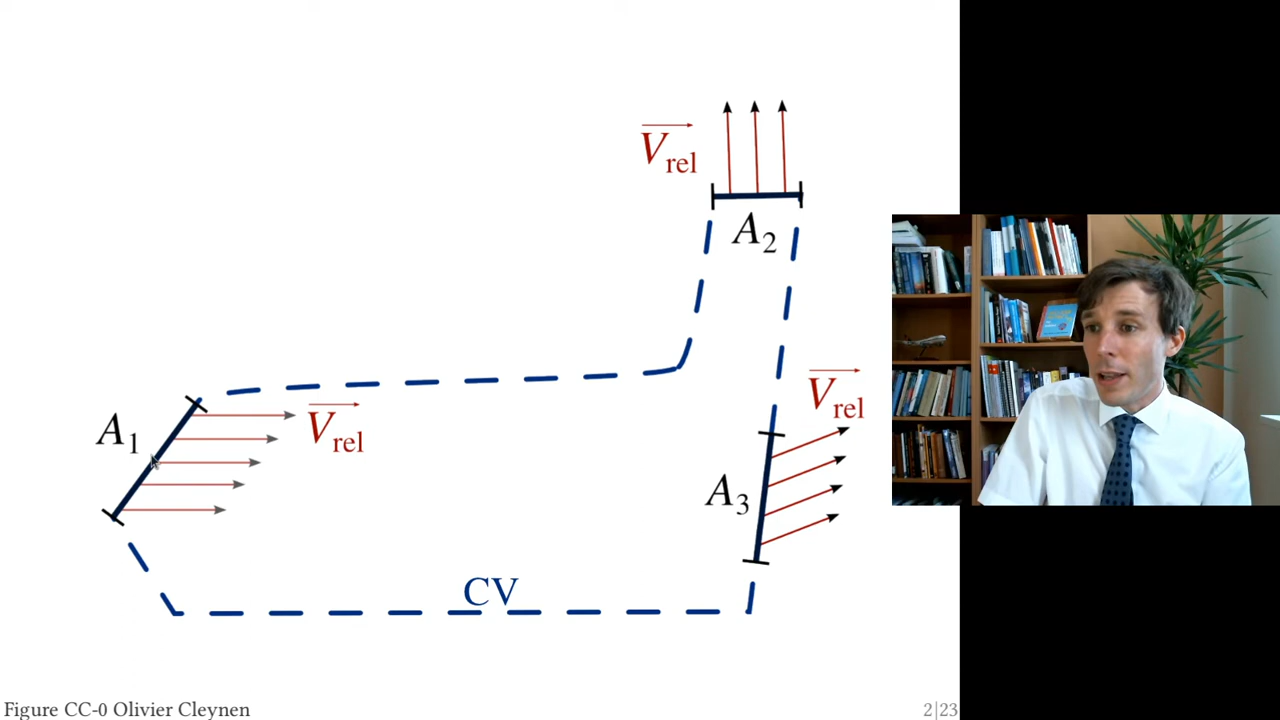 V_rel
A_2
A_1
V_rel
V_rel
A_3
CV
Figure CC-0 Olivier Cleynen
2|23